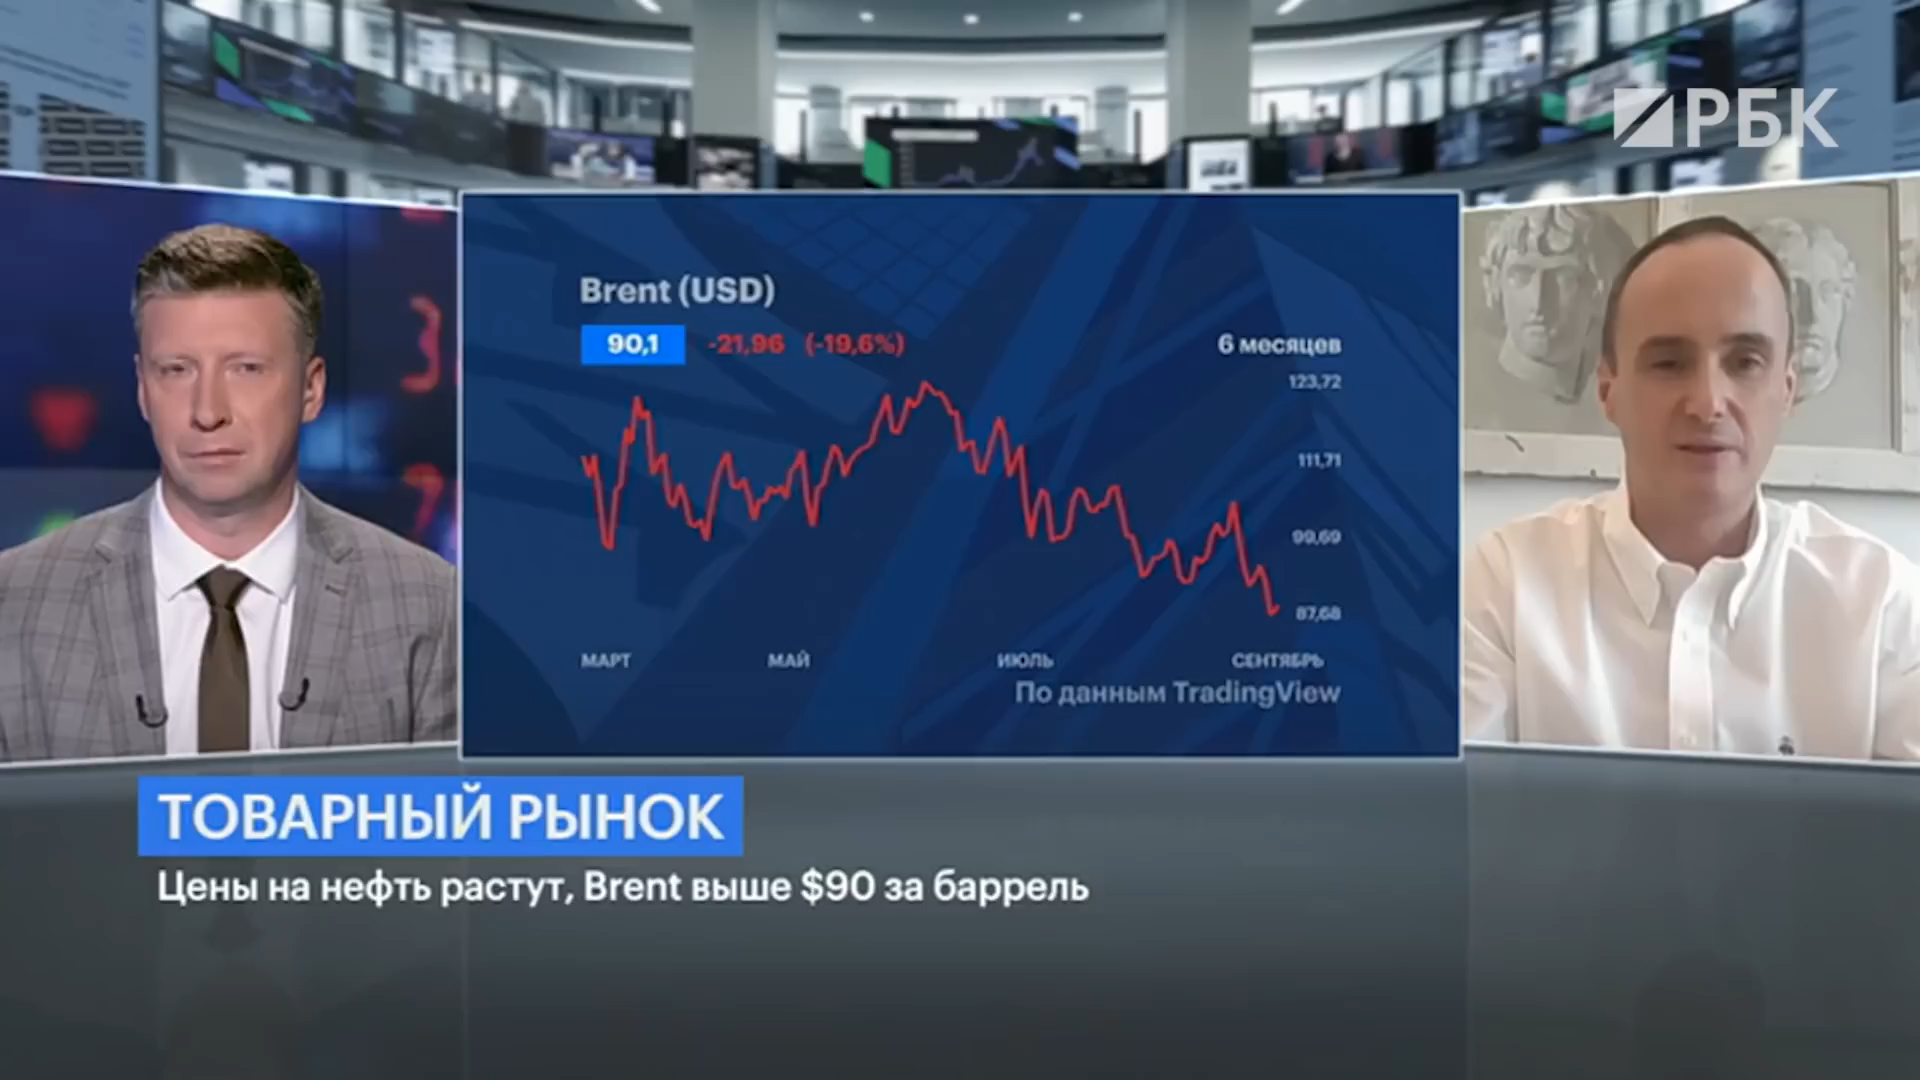 РБК
Brent (USD)
90,1 -21,96 (-19,6%) 6 месяцев
123,72
111,71
99,69
87,68
МАРТ МАЙ ИЮЛЬ СЕНТЯБРЬ
По данным TradingView
ТОВАРНЫЙ РЫНОК
Цены на нефть растут, Brent выше $90 за баррель